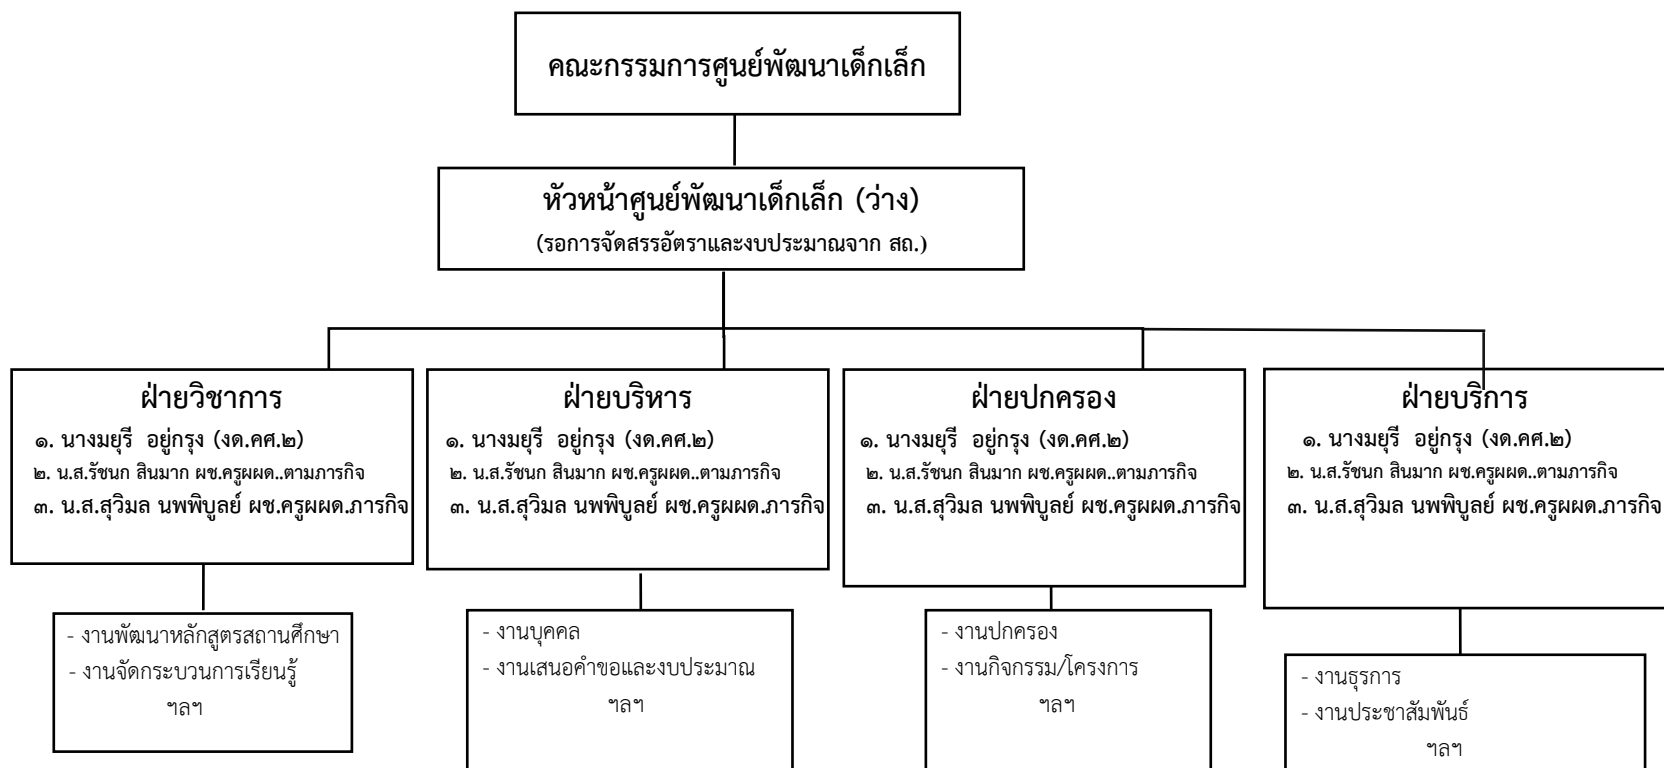 คณะกรรมการศูนย์พัฒนาเด็กเล็ก
หัวหน้าศูนย์พัฒนาเด็กเล็ก (ว่าง)
(รอการจัดสรรอัตราและงบประมาณจาก สถ.)
ฝ่ายวิชาการ
๑. นางมยุรี อยู่กรุง (งด.คศ.๒)
๒. น.ส.รัชนก สินมาก ผช.ครูผผด..ตามภารกิจ
๓. น.ส.สุวิมล นพพิบูลย์ ผช.ครูผผด.ภารกิจ
- งานพัฒนาหลักสูตรสถานศึกษา
- งานจัดกระบวนการเรียนรู้
ฯลฯ
ฝ่ายบริหาร
๑. นางมยุรี อยู่กรุง (งด.คศ.๒)
๒. น.ส.รัชนก สินมาก ผช.ครูผผด..ตามภารกิจ
๓. น.ส.สุวิมล นพพิบูลย์ ผช.ครูผผด.ภารกิจ
- งานบุคคล
- งานเสนอคำขอและงบประมาณ
ฯลฯ
ฝ่ายปกครอง
๑. นางมยุรี อยู่กรุง (งด.คศ.๒)
๒. น.ส.รัชนก สินมาก ผช.ครูผผด..ตามภารกิจ
๓. น.ส.สุวิมล นพพิบูลย์ ผช.ครูผผด.ภารกิจ
- งานปกครอง
- งานกิจกรรม/โครงการ
ฯลฯ
ฝ่ายบริการ
๑. นางมยุรี อยู่กรุง (งด.คศ.๒)
๒. น.ส.รัชนก สินมาก ผช.ครูผผด..ตามภารกิจ
๓. น.ส.สุวิมล นพพิบูลย์ ผช.ครูผผด.ภารกิจ
- งานธุรการ
- งานประชาสัมพันธ์
ฯลฯ